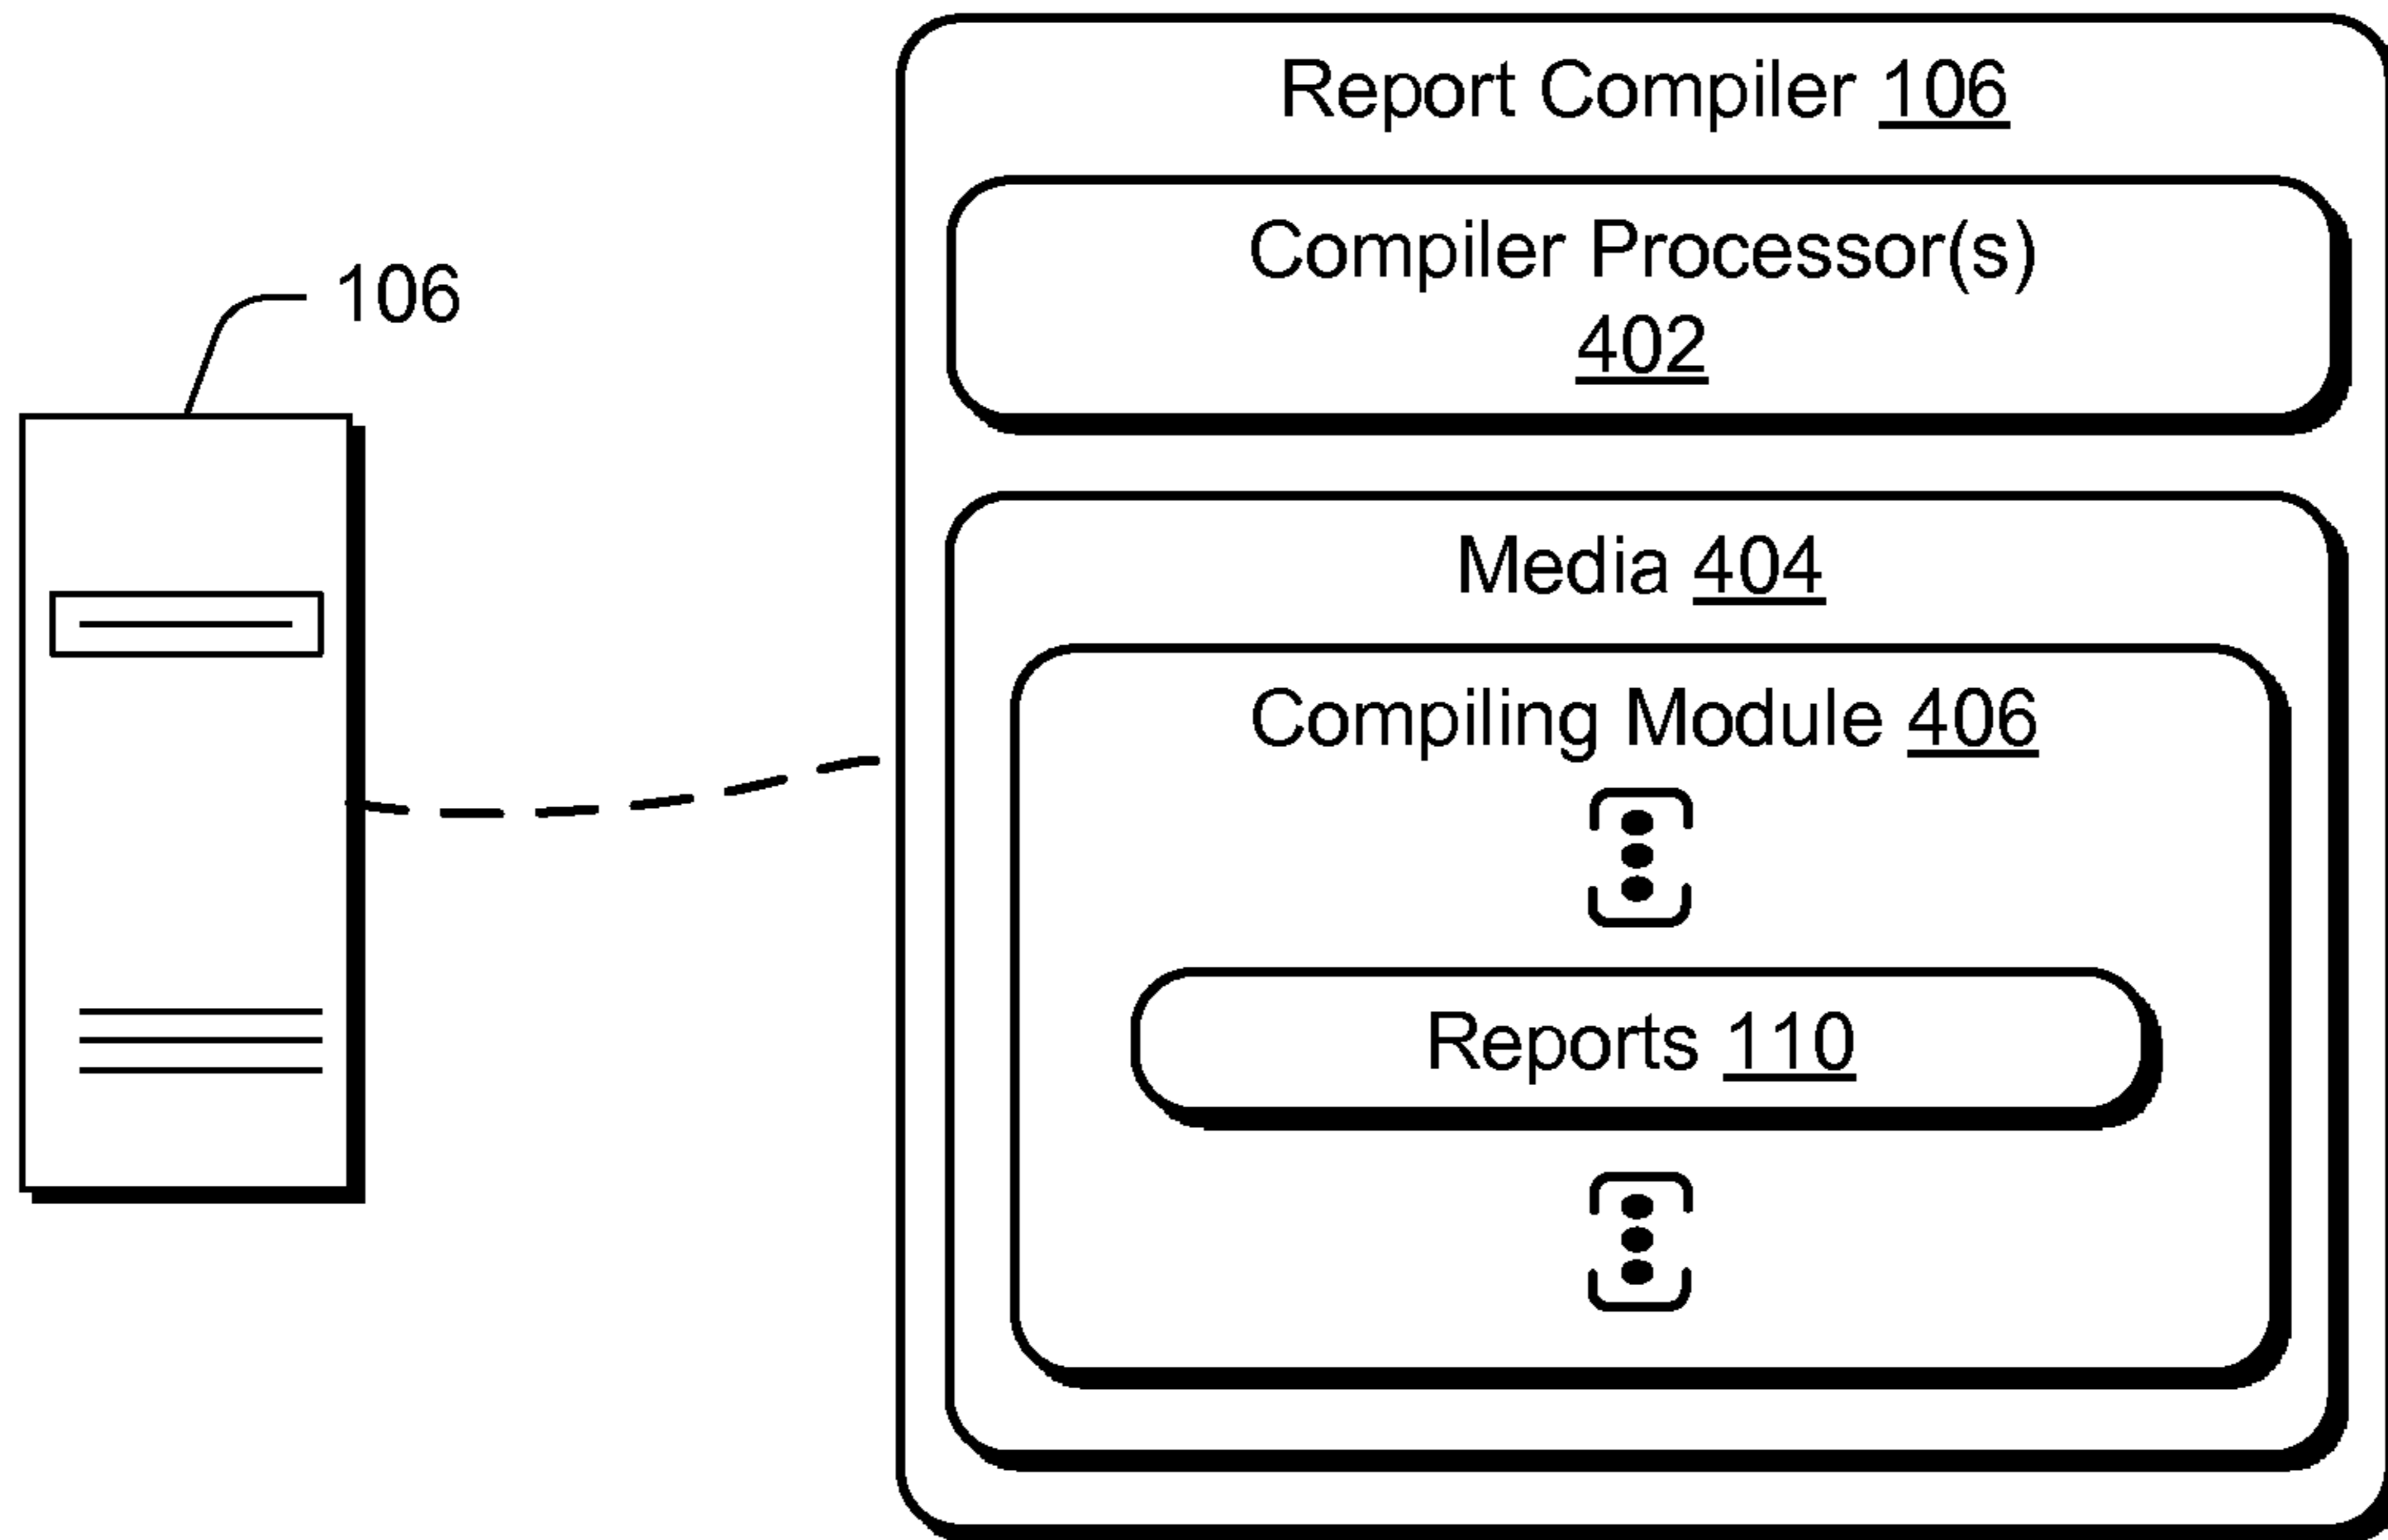 106
Report Compiler 106
Compiler Processor(s)
402
Media 404
Compiling Module 406
Reports 110